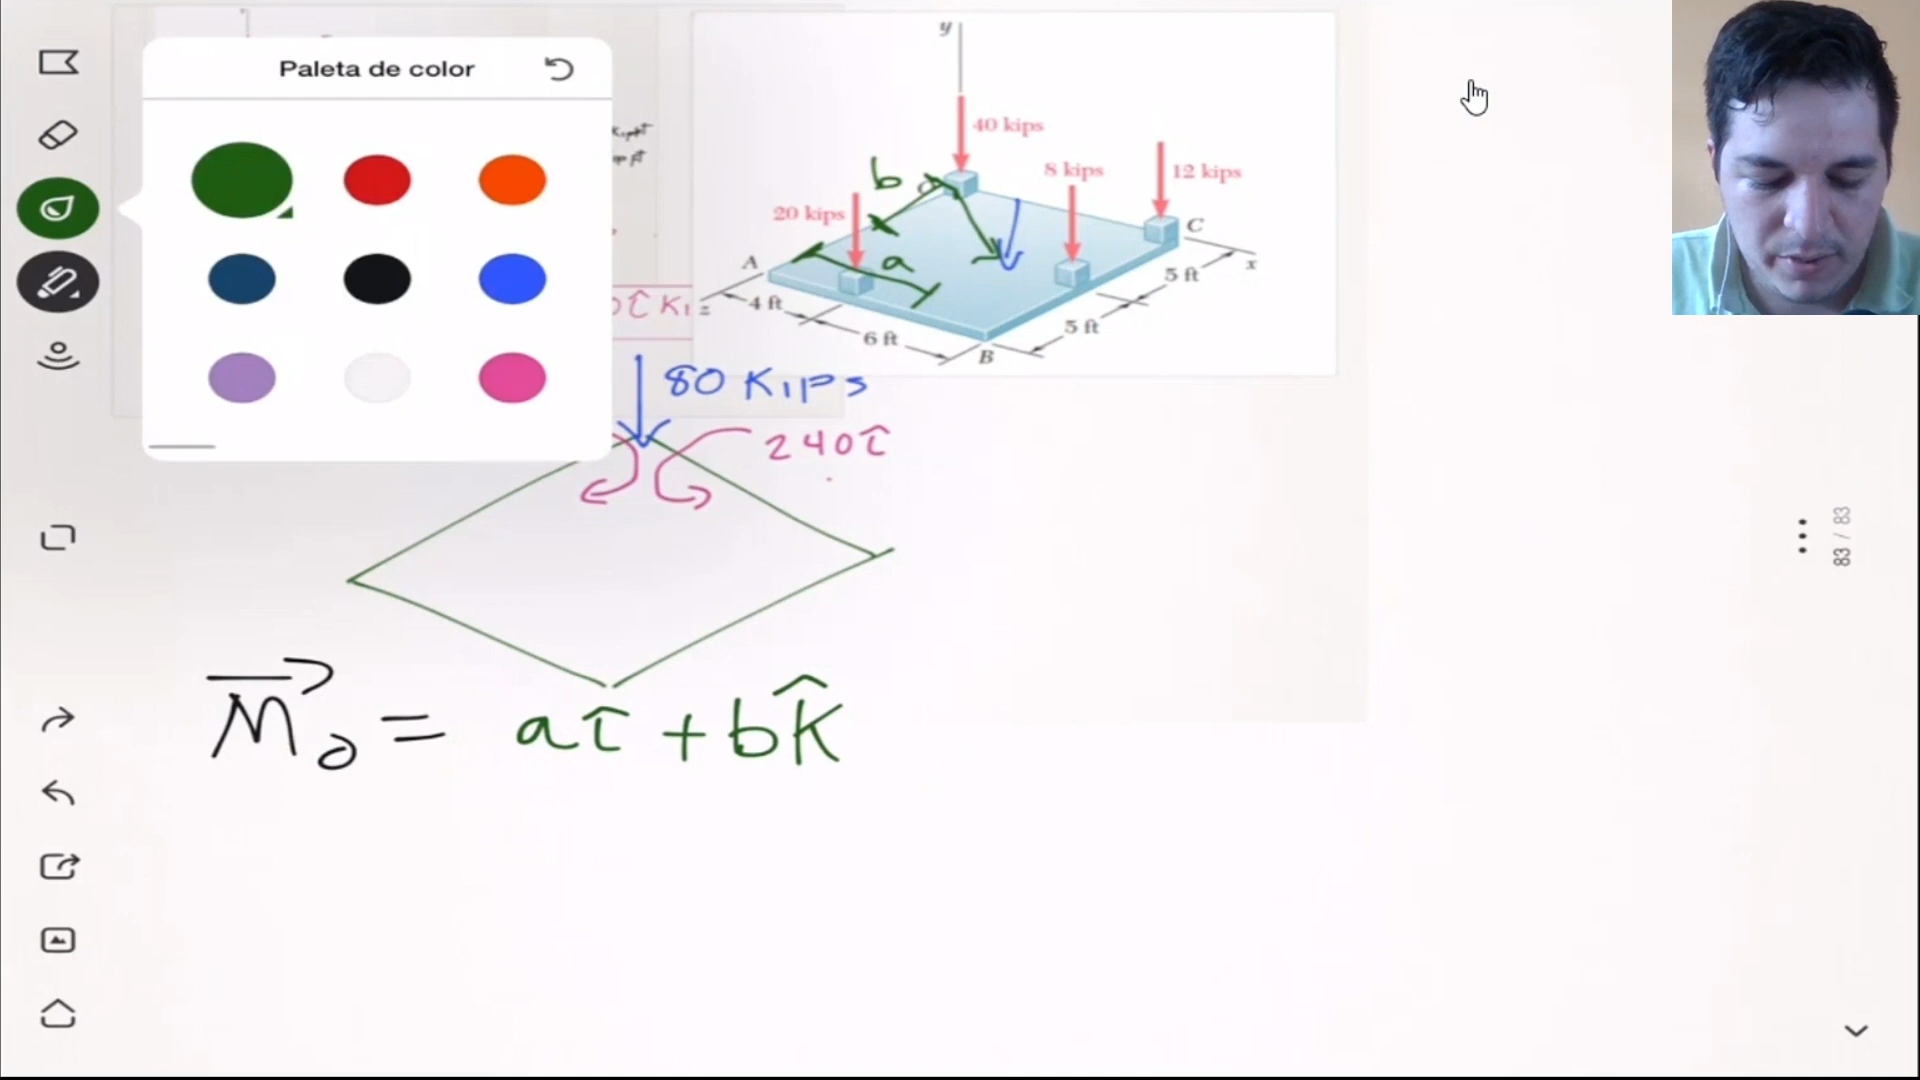 Paleta de color
y
40 kips
8 kips
12 kips
20 kips
b
a
A
C
x
z
4 ft
6 ft
5 ft
5 ft
B
80 KIPS
240î
M₀ = aî + bk̂
83 / 83